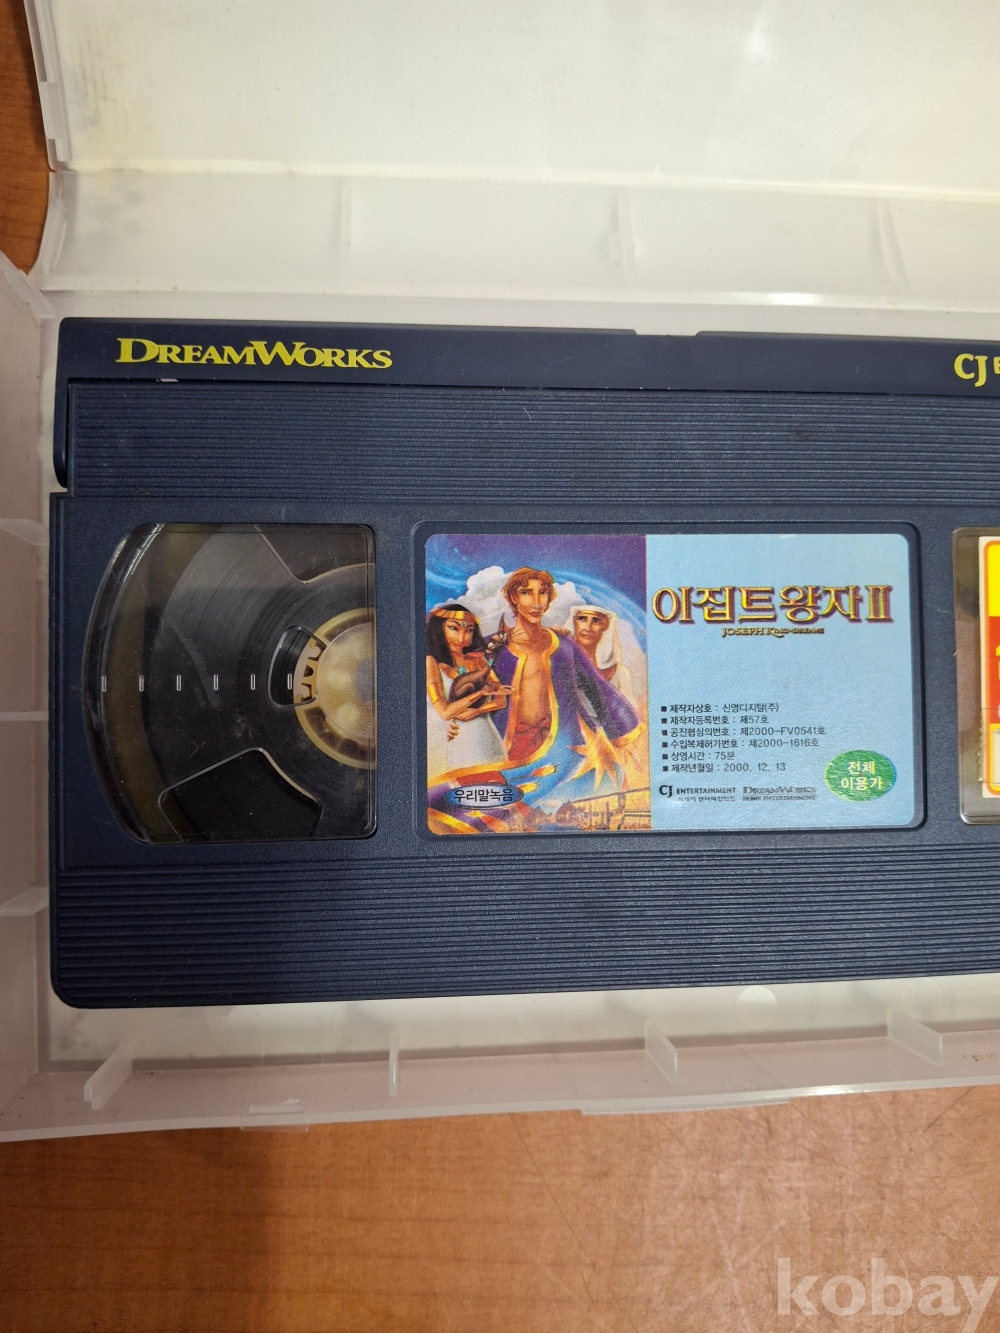 DREAMWORKS
CJ E
이집트왕자 II
JOSEPH KING OF DREAMS
■ 제작자상호 : 신영디지탈(주)
■ 제작자등록번호 : 제57호
■ 공진협심의번호 : 제2000-FV0541호
■ 수입복제허가번호 : 제2000-1616호
■ 상영시간 : 75분
■ 제작년월일 : 2000. 12. 13
전체
이용가
우리말녹음
CJ ENTERTAINMENT
DREAMWORKS
HOME ENTERTAINMENT
kobay